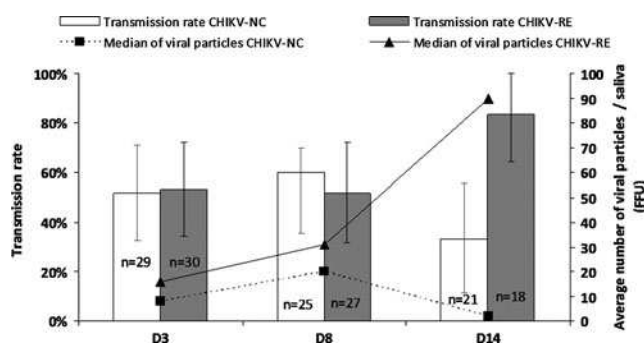 Transmission rate CHIKV-NC
Transmission rate CHIKV-RE
Median of viral particles CHIKV-NC
Median of viral particles CHIKV-RE
Transmission rate
100%
80%
60%
40%
20%
0%
n=29
n=30
n=25
n=27
n=21
n=18
D3
D8
D14
100
90
80
70
60
50
40
30
20
10
0
Average number of viral particles / saliva
(FFU)